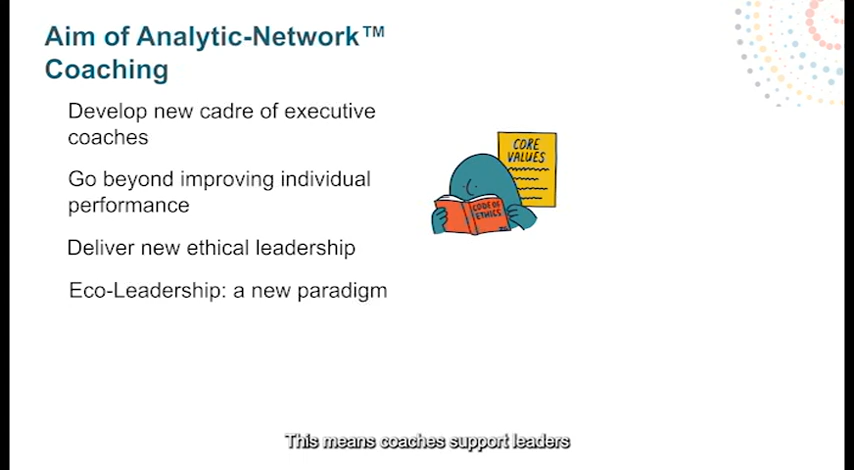 Aim of Analytic-Network™
Coaching
Develop new cadre of executive
coaches
Go beyond improving individual
performance
Deliver new ethical leadership
Eco-Leadership: a new paradigm
CORE
VALUES
CODE OF
ETHICS
This means coaches support leaders